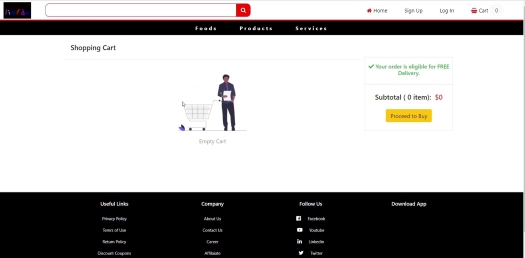 Home
Sign Up
Log In
Cart 0
Foods Products Services
Shopping Cart
Your order is eligible for FREE
Delivery.
Subtotal ( 0 item): $0
Proceed to Buy
Empty Cart
Useful Links Company Follow Us Download App
Privacy Policy About Us Facebook
Terms of Use Contact Us Youtube
Return Policy Career Linkedin
Discount Coupons Affiliate Twitter